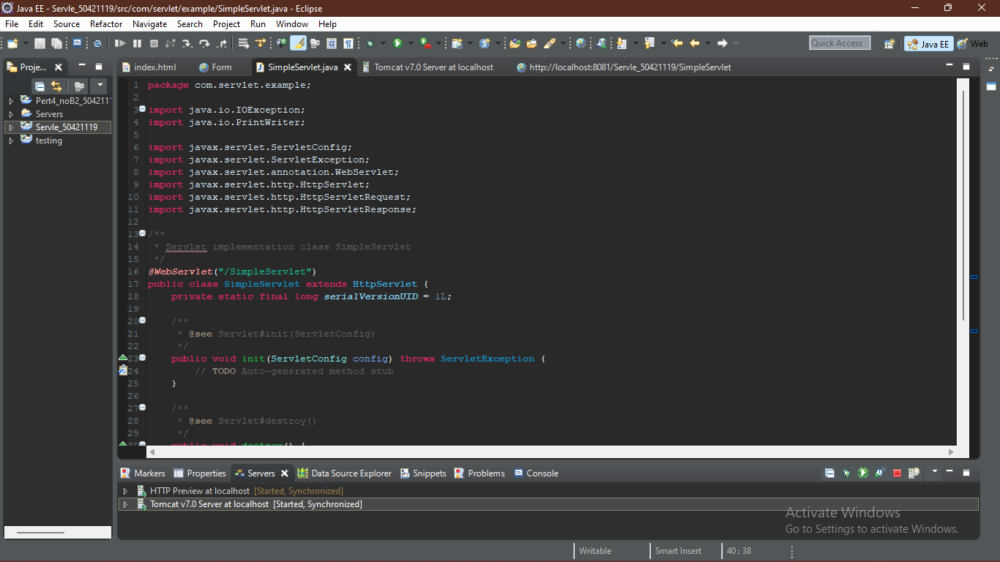 Java EE - Servle_50421119/src/com/servlet/example/SimpleServlet.java - Eclipse
File Edit Source Refactor Navigate Search Project Run Window Help
Quick Access Java EE Web
Proje...
index.html Form SimpleServlet.java Tomcat v7.0 Server at localhost http://localhost:8081/Servle_50421119/SimpleServlet
Pert4_noB2_5042111
Servers
Servle_50421119
testing
1 package com.servlet.example;
2
3 import java.io.IOException;
4 import java.io.PrintWriter;
5
6 import javax.servlet.ServletConfig;
7 import javax.servlet.ServletException;
8 import javax.servlet.annotation.WebServlet;
9 import javax.servlet.http.HttpServlet;
10 import javax.servlet.http.HttpServletRequest;
11 import javax.servlet.http.HttpServletResponse;
12
13 /**
14 * Servlet implementation class SimpleServlet
15 */
16 @WebServlet("/SimpleServlet")
17 public class SimpleServlet extends HttpServlet {
18 private static final long serialVersionUID = 1L;
19
20 /**
21 * @see Servlet#init(ServletConfig)
22 */
23 public void init(ServletConfig config) throws ServletException {
24 // TODO Auto-generated method stub
25 }
26
27 /**
28 * @see Servlet#destroy()
29 */
30 public void destroy() {
Markers Properties Servers Data Source Explorer Snippets Problems Console
HTTP Preview at localhost [Started, Synchronized]
Tomcat v7.0 Server at localhost [Started, Synchronized]
Activate Windows
Go to Settings to activate Windows.
Writable Smart Insert 40 : 38